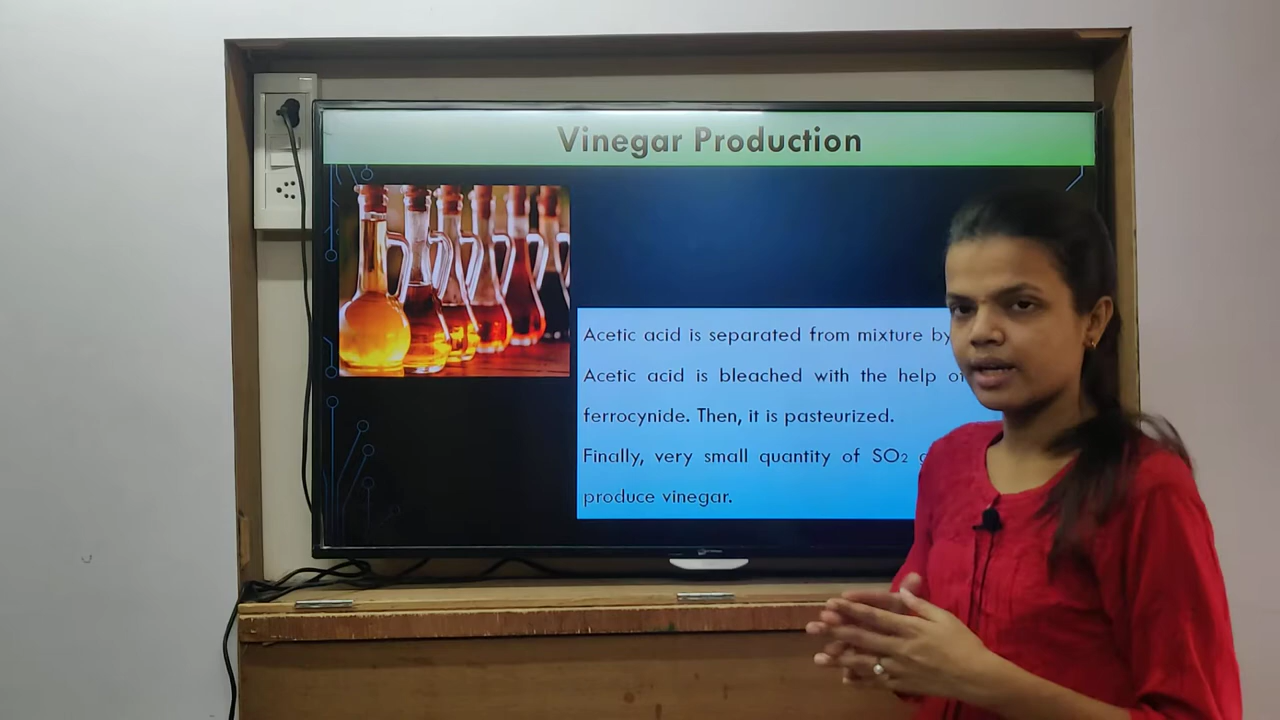 Vinegar Production
Acetic acid is separated from mixture by
Acetic acid is bleached with the help of
ferrocynide. Then, it is pasteurized.
Finally, very small quantity of SO₂
produce vinegar.